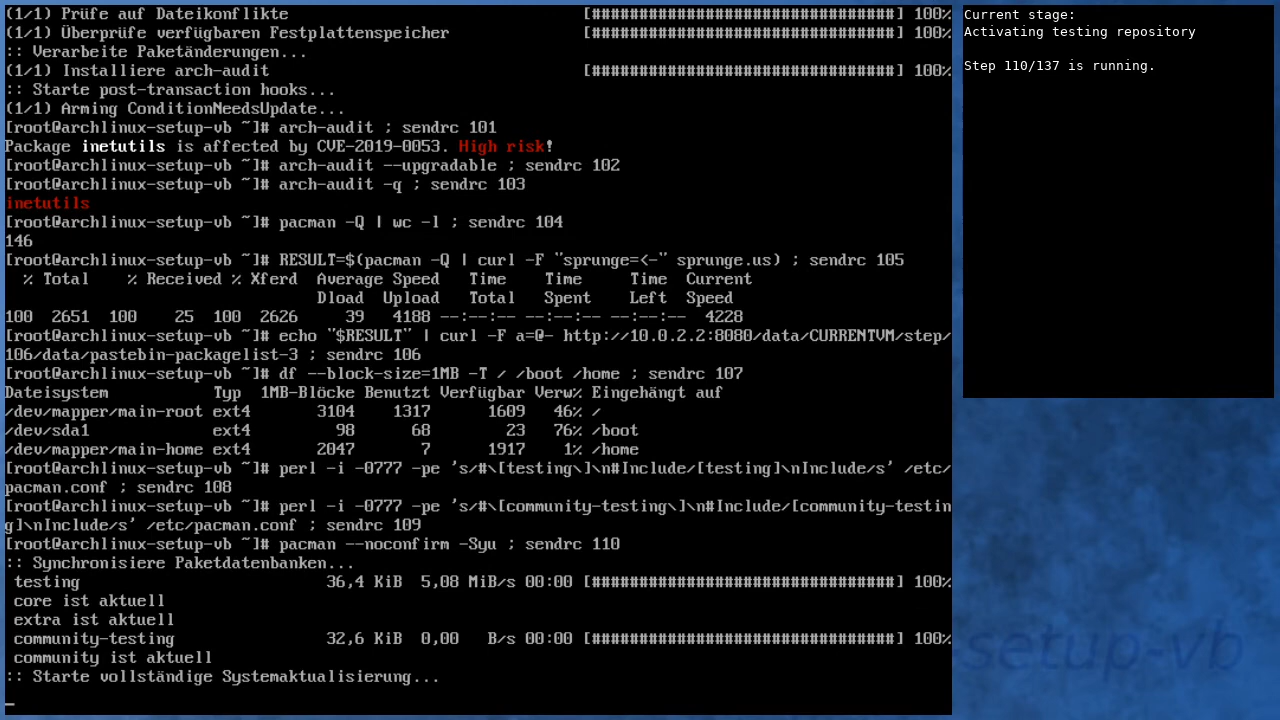 (1/1) Prüfe auf Dateikonflikte [################################] 100%
(1/1) Überprüfe verfügbaren Festplattenspeicher [################################] 100%
:: Verarbeite Paketänderungen...
(1/1) Installiere arch-audit [################################] 100%
:: Starte post-transaction hooks...
(1/1) Arming ConditionNeedsUpdate...
[root@archlinux-setup-vb ~]# arch-audit ; sendrc 101
Package inetutils is affected by CVE-2019-0053. High risk!
[root@archlinux-setup-vb ~]# arch-audit --upgradable ; sendrc 102
[root@archlinux-setup-vb ~]# arch-audit -q ; sendrc 103
inetutils
[root@archlinux-setup-vb ~]# pacman -Q | wc -l ; sendrc 104
146
[root@archlinux-setup-vb ~]# RESULT=$(pacman -Q | curl -F "sprunge=<-" sprunge.us) ; sendrc 105
% Total % Received % Xferd Average Speed Time Time Time Current
Dload Upload Total Spent Left Speed
100 2651 100 25 100 2626 39 4188 --:--:-- --:--:-- --:--:-- 4228
[root@archlinux-setup-vb ~]# echo "$RESULT" | curl -F a=@- http://10.0.2.2:8080/data/CURRENTVM/step/
106/data/pastebin-packagelist-3 ; sendrc 106
[root@archlinux-setup-vb ~]# df --block-size=1MB -T / /boot /home ; sendrc 107
Dateisystem Typ 1MB-Blöcke Benutzt Verfügbar Verw% Eingehängt auf
/dev/mapper/main-root ext4 3104 1317 1609 46% /
/dev/sda1 ext4 98 68 23 76% /boot
/dev/mapper/main-home ext4 2047 7 1917 1% /home
[root@archlinux-setup-vb ~]# perl -i -0777 -pe 's/#\[testing\]\n#Include/[testing]\nInclude/s' /etc/
pacman.conf ; sendrc 108
[root@archlinux-setup-vb ~]# perl -i -0777 -pe 's/#\[community-testing\]\n#Include/[community-testin
g]\nInclude/s' /etc/pacman.conf ; sendrc 109
[root@archlinux-setup-vb ~]# pacman --noconfirm -Syu ; sendrc 110
:: Synchronisiere Paketdatenbanken...
testing 36,4 KiB 5,08 MiB/s 00:00 [################################] 100%
core ist aktuell
extra ist aktuell
community-testing 32,6 KiB 0,00 B/s 00:00 [################################] 100%
community ist aktuell
:: Starte vollständige Systemaktualisierung...
_
Current stage:
Activating testing repository
Step 110/137 is running.
setup-vb